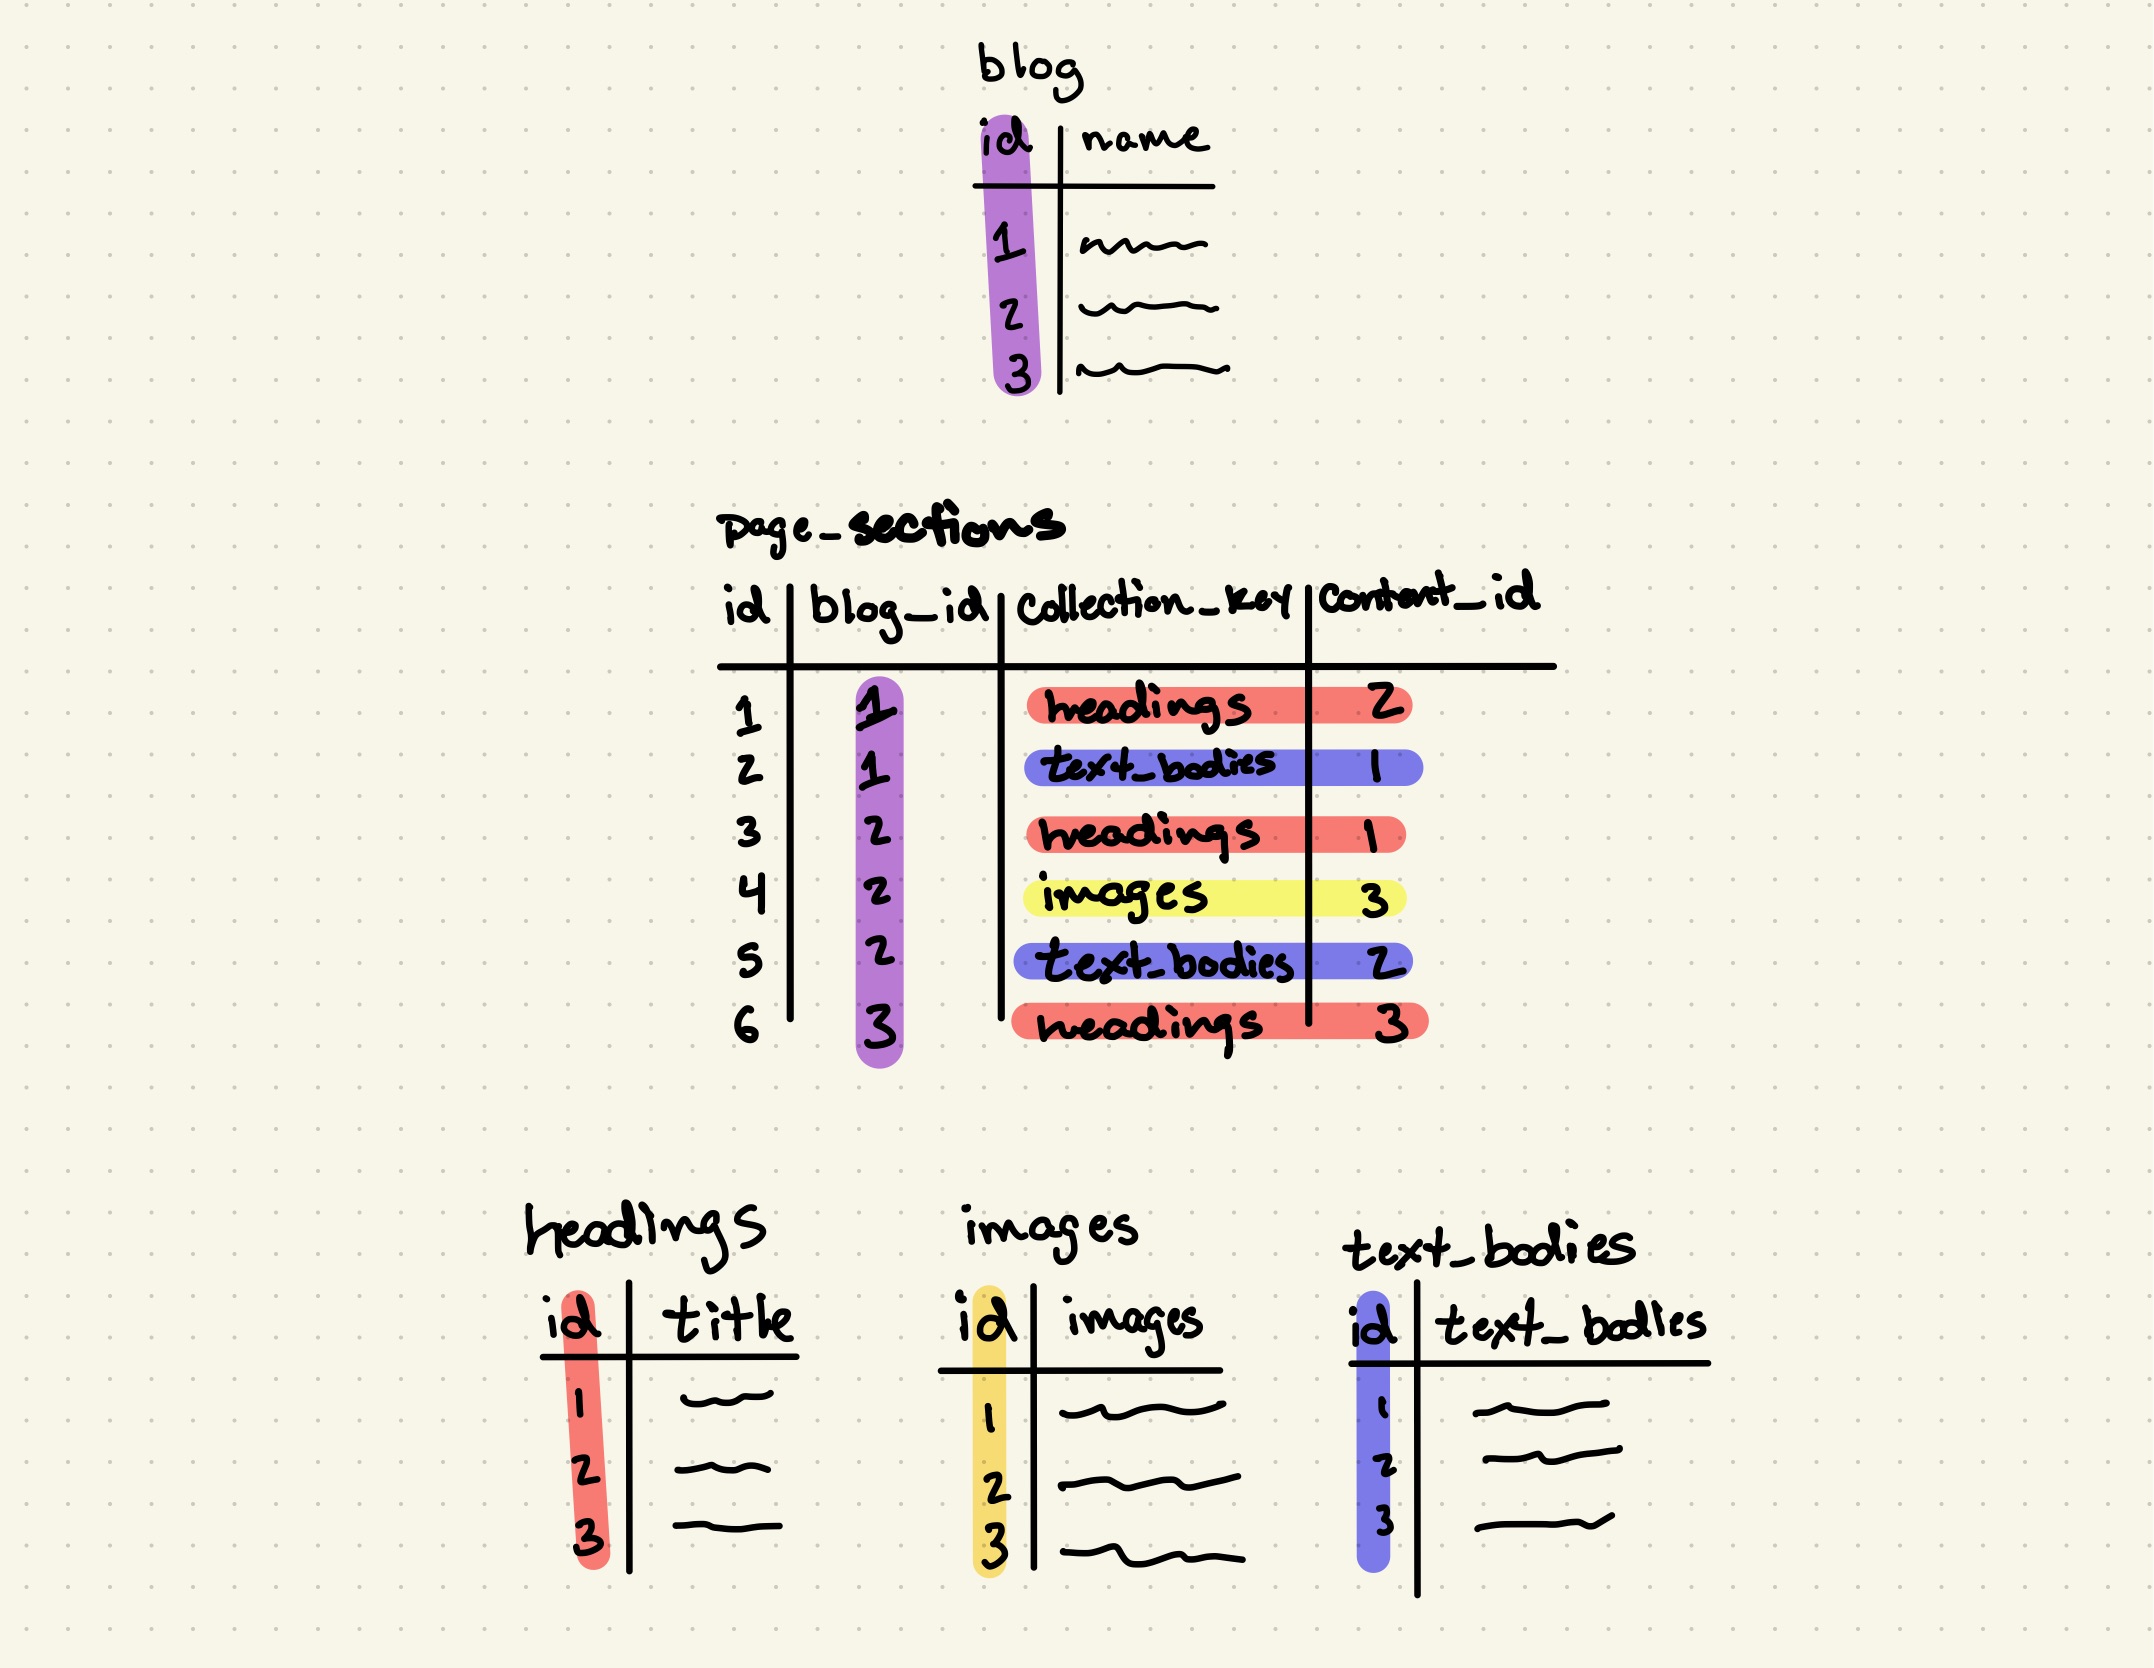 blog
id name
1
2
3
page_sections
id blog_id collection_key content_id
1 1 headings 2
2 1 text_bodies 1
3 2 headings 1
4 2 images 3
5 2 text_bodies 2
6 3 headings 3
headings
id title
1
2
3
images
id images
1
2
3
text_bodies
id text_bodies
1
2
3